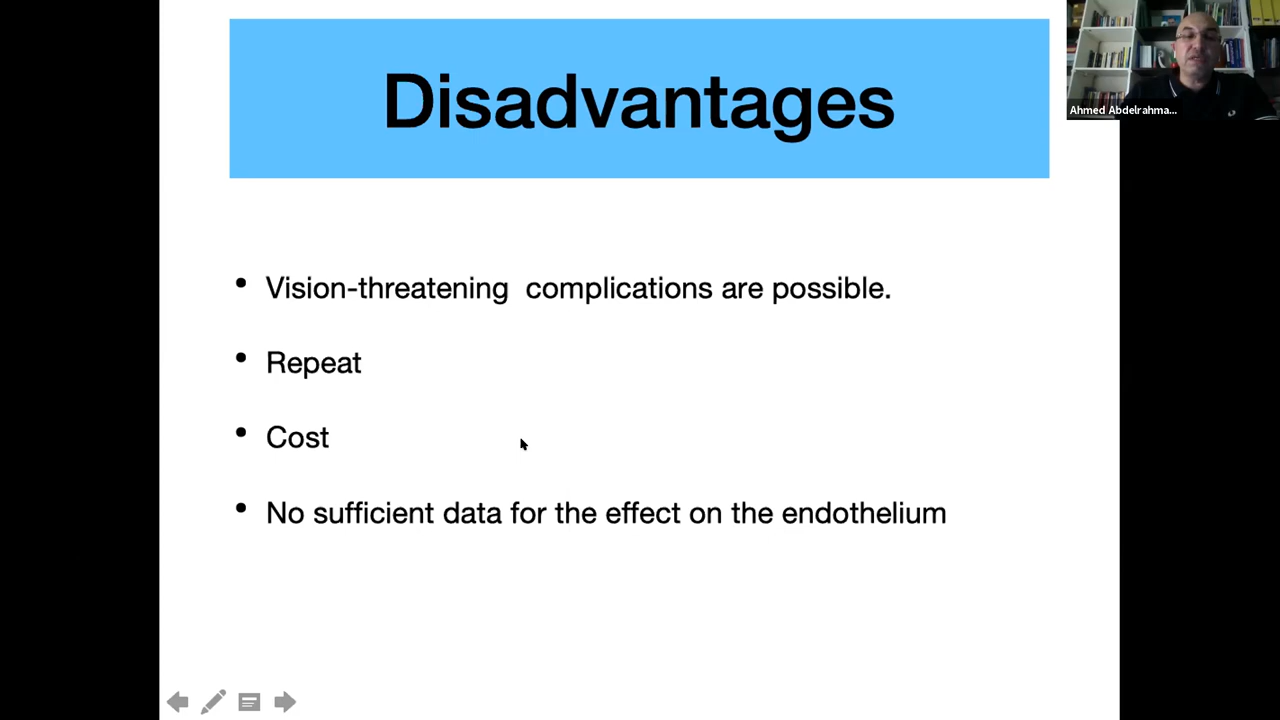 Disadvantages
Ahmed Abdelrahma...
• Vision-threatening  complications are possible.
• Repeat
• Cost
• No sufficient data for the effect on the endothelium